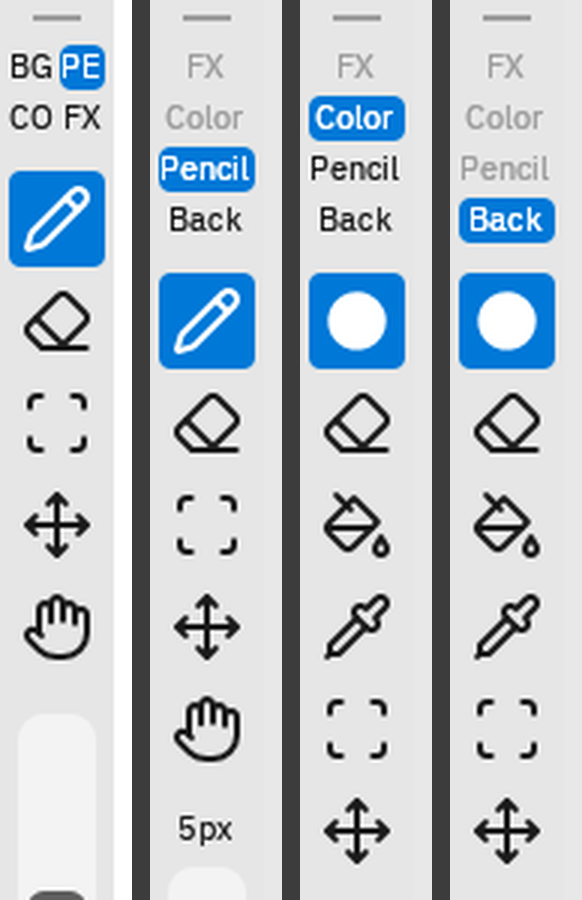 BG PE
CO FX
FX
Color
Pencil
Back
5px
FX
Color
Pencil
Back
FX
Color
Pencil
Back